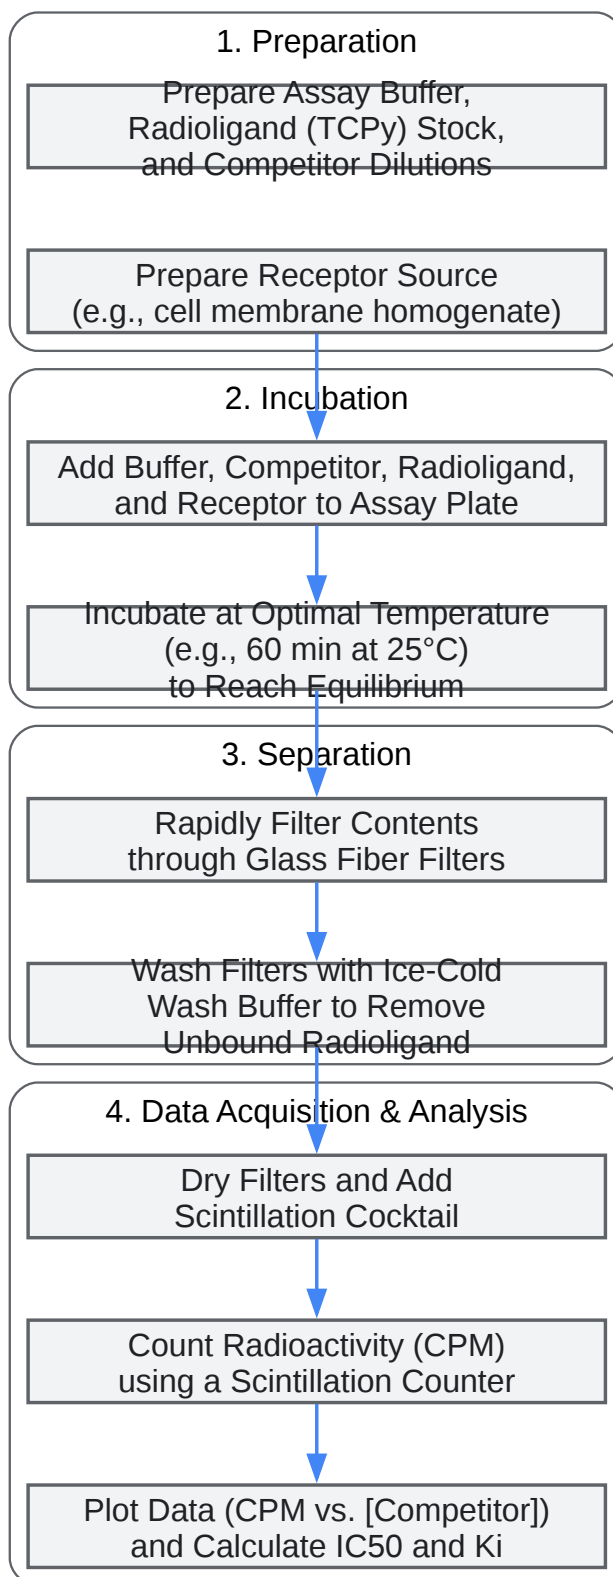 1. Preparation
Prepare Assay Buffer,
Radioligand (TCPy) Stock,
and Competitor Dilutions
Prepare Receptor Source
(e.g., cell membrane homogenate)
2. Incubation
Add Buffer, Competitor, Radioligand,
and Receptor to Assay Plate
Incubate at Optimal Temperature
(e.g., 60 min at 25°C)
to Reach Equilibrium
3. Separation
Rapidly Filter Contents
through Glass Fiber Filters
Wash Filters with Ice-Cold
Wash Buffer to Remove
Unbound Radioligand
4. Data Acquisition & Analysis
Dry Filters and Add
Scintillation Cocktail
Count Radioactivity (CPM)
using a Scintillation Counter
Plot Data (CPM vs. [Competitor])
and Calculate IC50 and Ki